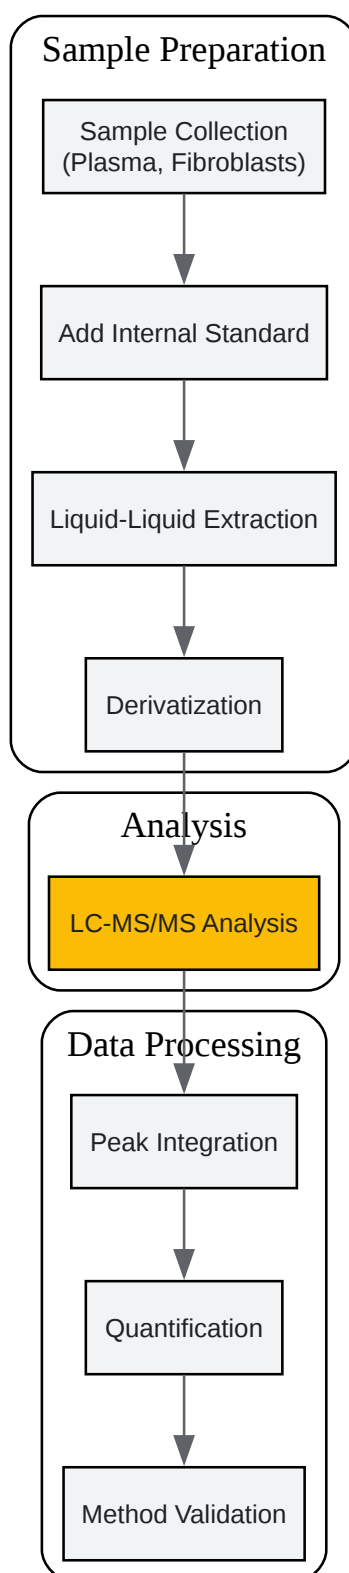 Sample Preparation
Sample Collection
(Plasma, Fibroblasts)
Add Internal Standard
Liquid-Liquid Extraction
Derivatization
Analysis
LC-MS/MS Analysis
Data Processing
Peak Integration
Quantification
Method Validation